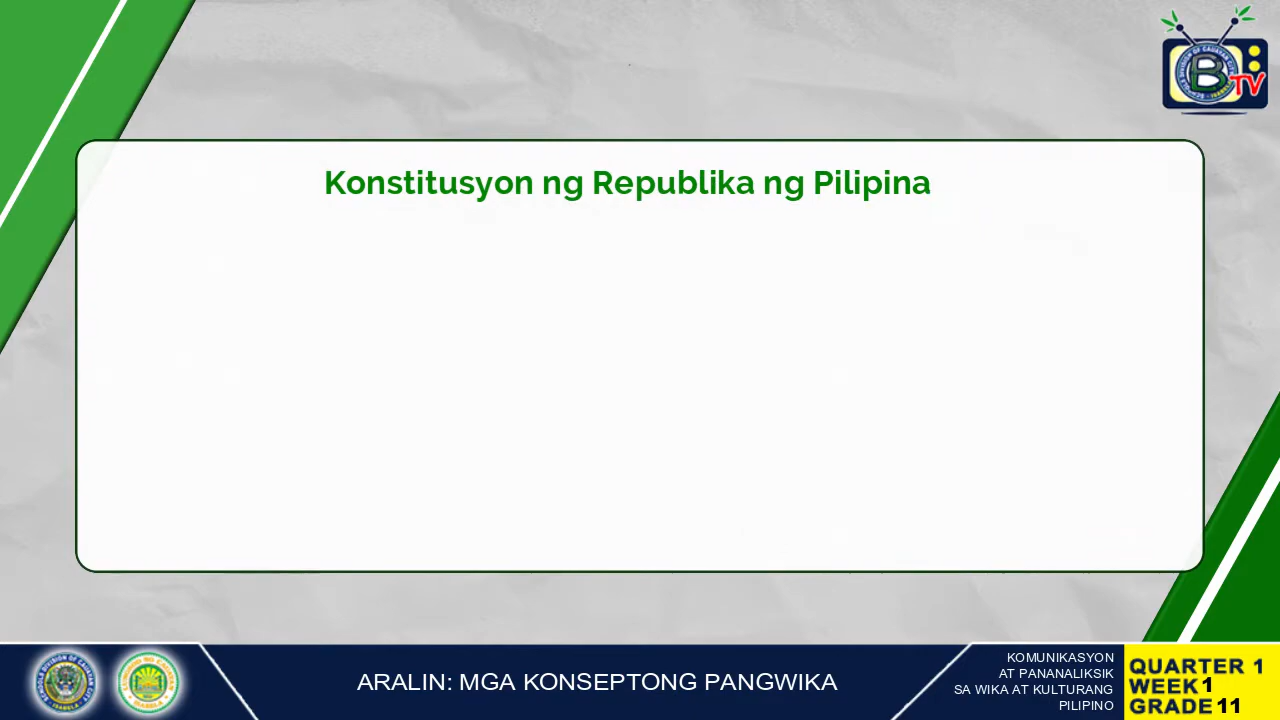 B TV
Konstitusyon ng Republika ng Pilipina
ARALIN: MGA KONSEPTONG PANGWIKA
KOMUNIKASYON
AT PANANALIKSIK
SA WIKA AT KULTURANG
PILIPINO
QUARTER 1
WEEK 1
GRADE 11